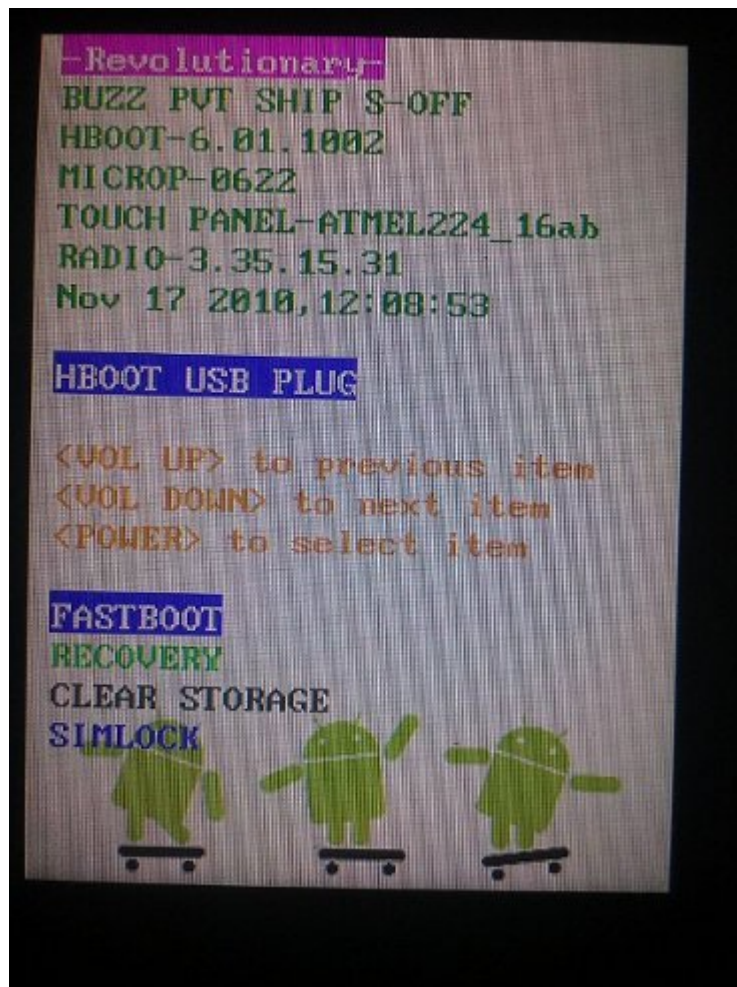 -Revolutionary-
BUZZ PVT SHIP S-OFF
HBOOT-6.01.1002
MICROP-0622
TOUCH PANEL-ATMEL224_16ab
RADIO-3.35.15.31
Nov 17 2010,12:08:53
HBOOT USB PLUG
<VOL UP> to previous item
<VOL DOWN> to next item
<POWER> to select item
FASTBOOT
RECOVERY
CLEAR STORAGE
SIMLOCK